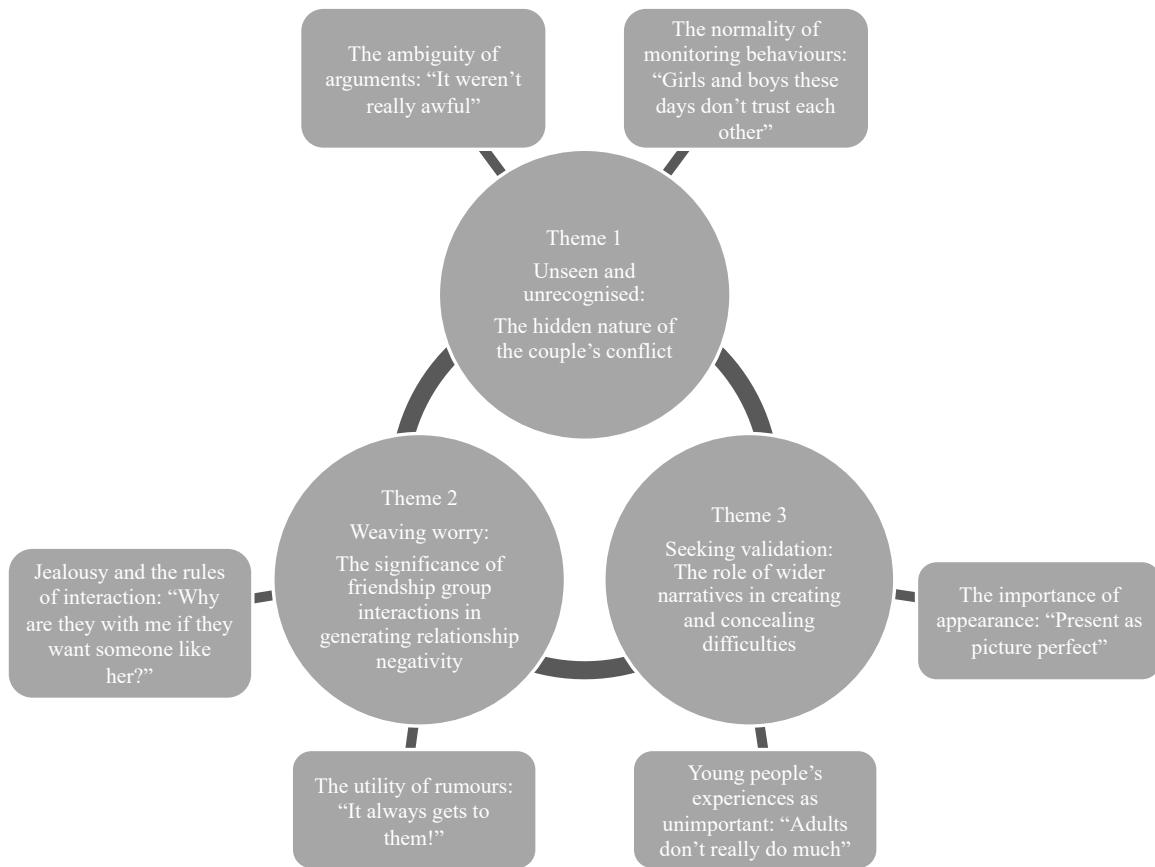 The ambiguity of
arguments: “It weren’t
really awful”
The normality of
monitoring behaviours:
“Girls and boys these
days don’t trust each
other”
Theme 1
Unseen and
unrecognised:
The hidden nature of
the couple’s conflict
Theme 2
Weaving worry:
The significance of
friendship group
interactions in
generating relationship
negativity
Theme 3
Seeking validation:
The role of wider
narratives in creating
and concealing
difficulties
Jealousy and the rules
of interaction: “Why
are they with me if they
want someone like
her?”
The importance of
appearance: “Present as
picture perfect”
The utility of rumours:
“It always gets to
them!”
Young people’s
experiences as
unimportant: “Adults
don’t really do much”